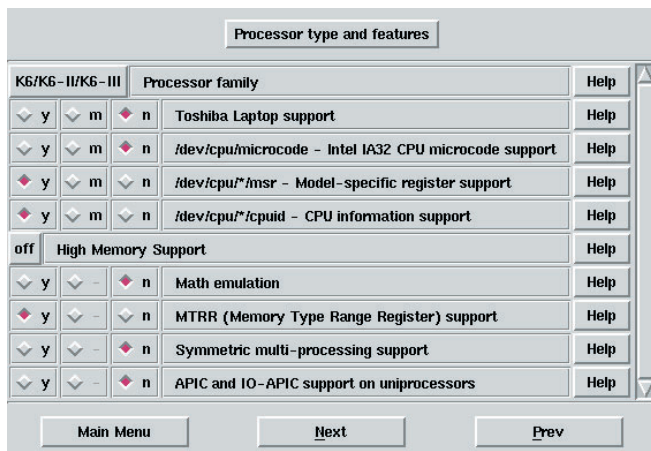 Processor type and features
K6/K6-II/K6-III Processor family Help
y m n Toshiba Laptop support Help
y m n /dev/cpu/microcode - Intel IA32 CPU microcode support Help
y m n /dev/cpu/*/msr - Model-specific register support Help
y m n /dev/cpu/*/cpuid - CPU information support Help
off High Memory Support Help
y - n Math emulation Help
y - n MTRR (Memory Type Range Register) support Help
y - n Symmetric multi-processing support Help
y - n APIC and IO-APIC support on uniprocessors Help
Main Menu Next Prev